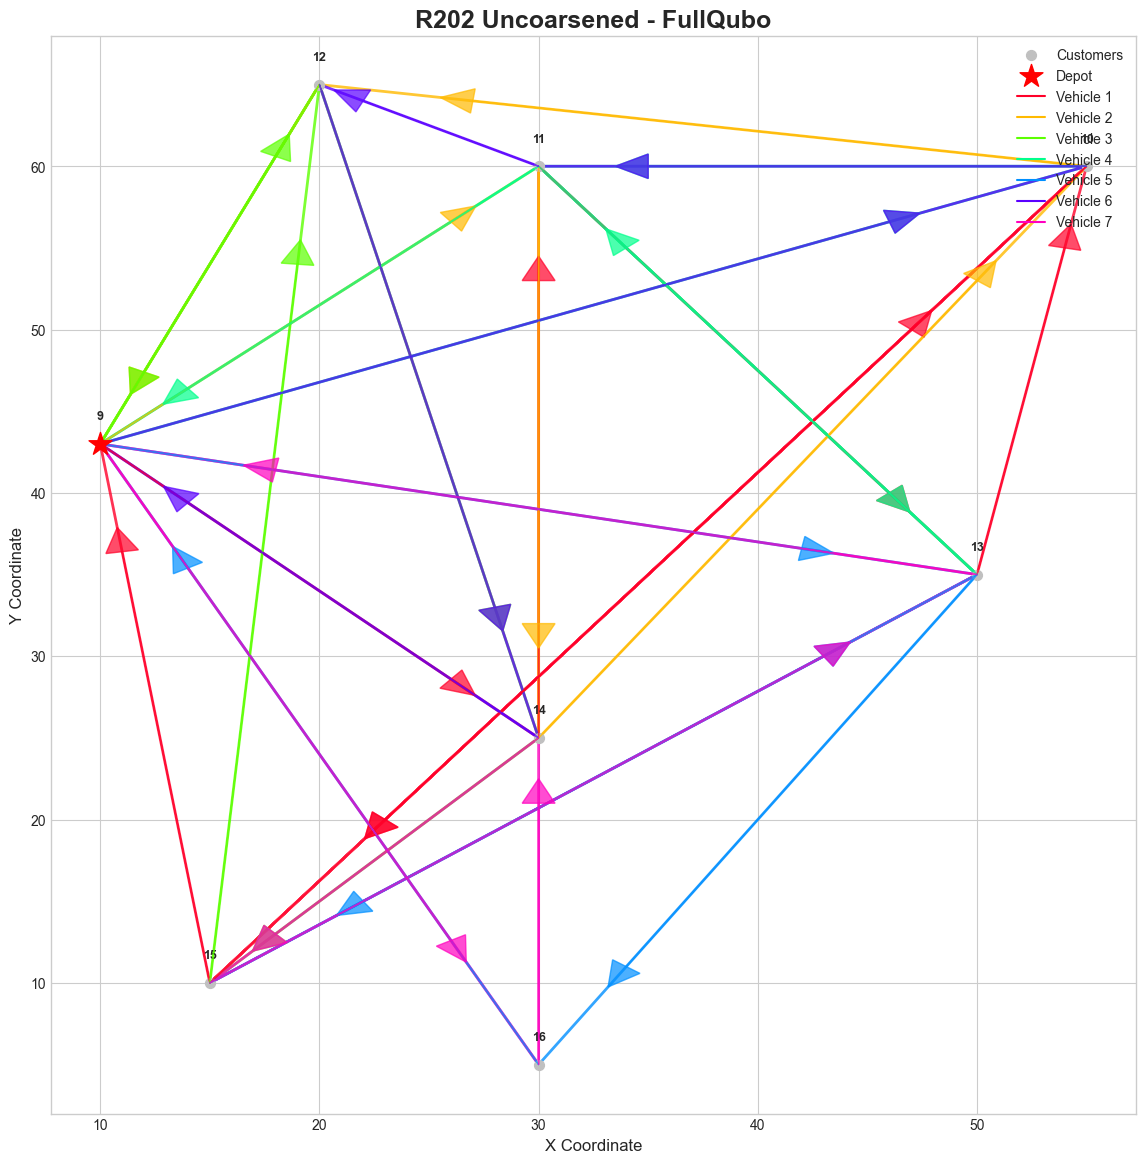 R202 Uncoarsened - FullQubo
12
Customers
Depot
Vehicle 1
Vehicle 2
11
10
Vehicle 3
60
Vehicle 4
Vehicle 5
Vehicle 6
Vehicle 7
50
9
40
13
Y Coordinate
30
14
20
15
10
16
10
20
30
40
50
X Coordinate